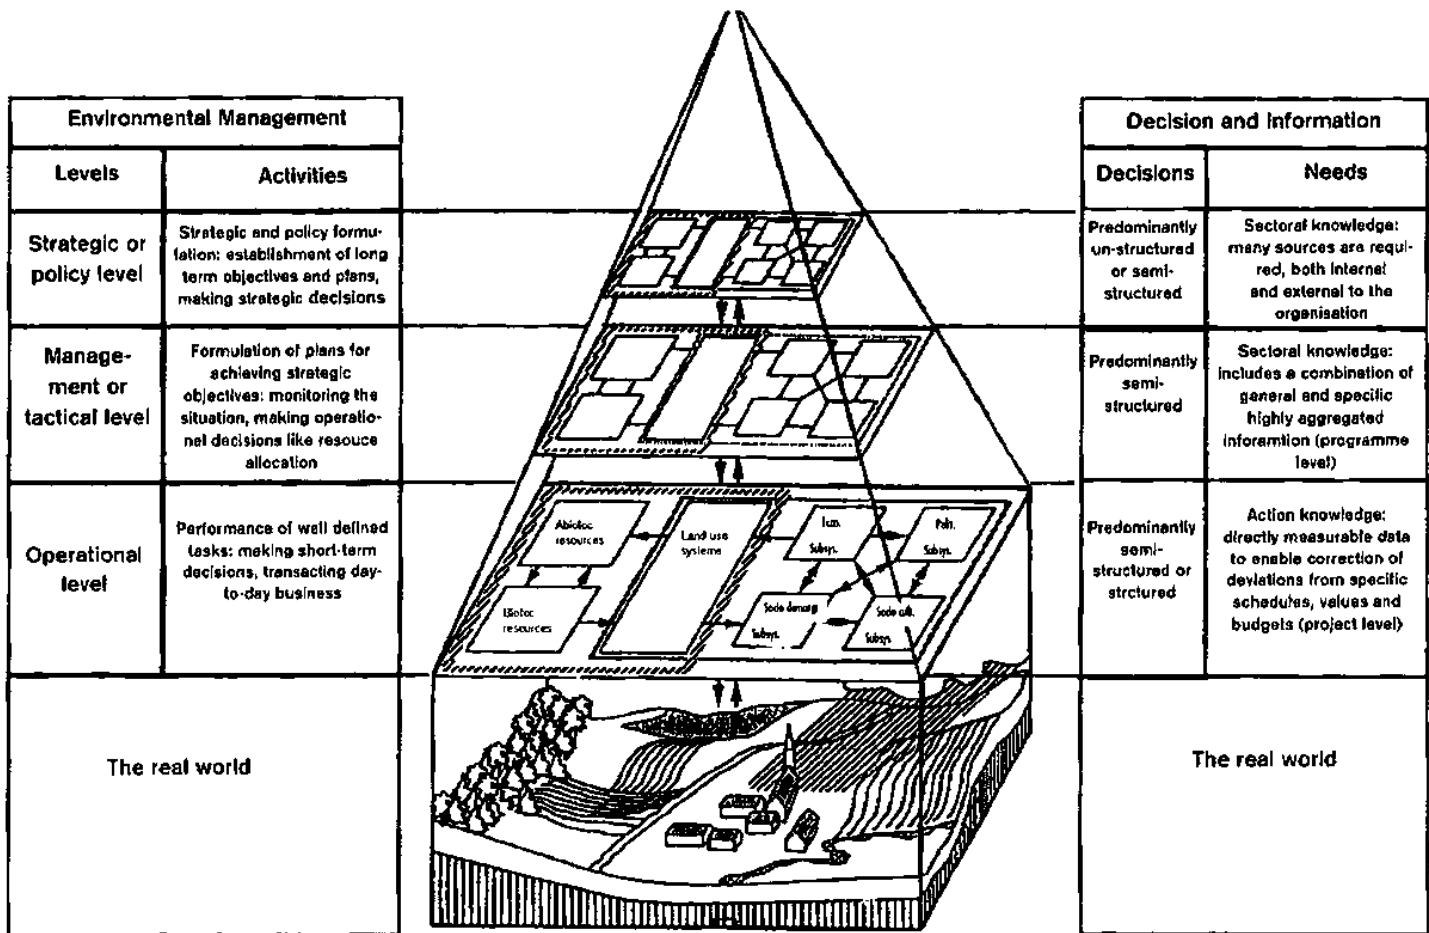 Environmental Management
Levels
Activities
Strategic or
policy level
Strategic and policy formu-
lation: establishment of long
term objectives and plans,
making strategic decisions
Manage-
ment or
tactical level
Formulation of plans for
achieving strategic
objectives: monitoring the
situation, making operatio-
nel decisions like resouce
allocation
Operational
level
Performance of well defined
tasks: making short-term
decisions, transacting day-
to-day business
The real world
Abiotoc
resources
Land use
systems
Biotoc
resources
Subsys.
Subsys.
Subsys.
Subsys.
Decision and Information
Decisions
Needs
Predominantly
un-structured
or semi-
structured
Sectoral knowledge:
many sources are requi-
red, both internal
and external to the
organisation
Predominantly
semi-
structured
Sectoral knowledge:
includes a combination of
general and specific
highly aggregated
inforamtion (programme
level)
Predominantly
semi-
structured or
strctured
Action knowledge:
directly measurable data
to enable correction of
deviations from specific
schedules, values and
budgets (project level)
The real world